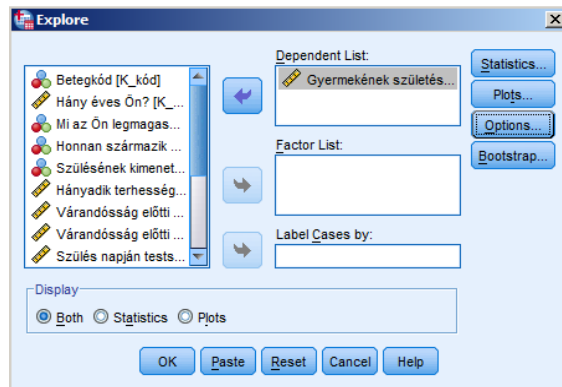 Explore
Betegkód [K_kód]
Hány éves Ön? [K_...
Mi az Ön legmagas...
Honnan származik ...
Szülésének kimenet...
Hányadik terhesség...
Várandósság előtti ...
Várandósság előtti ...
Szülés napján tests...
Dependent List:
Gyermekének születés...
Factor List:
Label Cases by:
Statistics...
Plots...
Options...
Bootstrap...
Display
Both Statistics Plots
OK Paste Reset Cancel Help